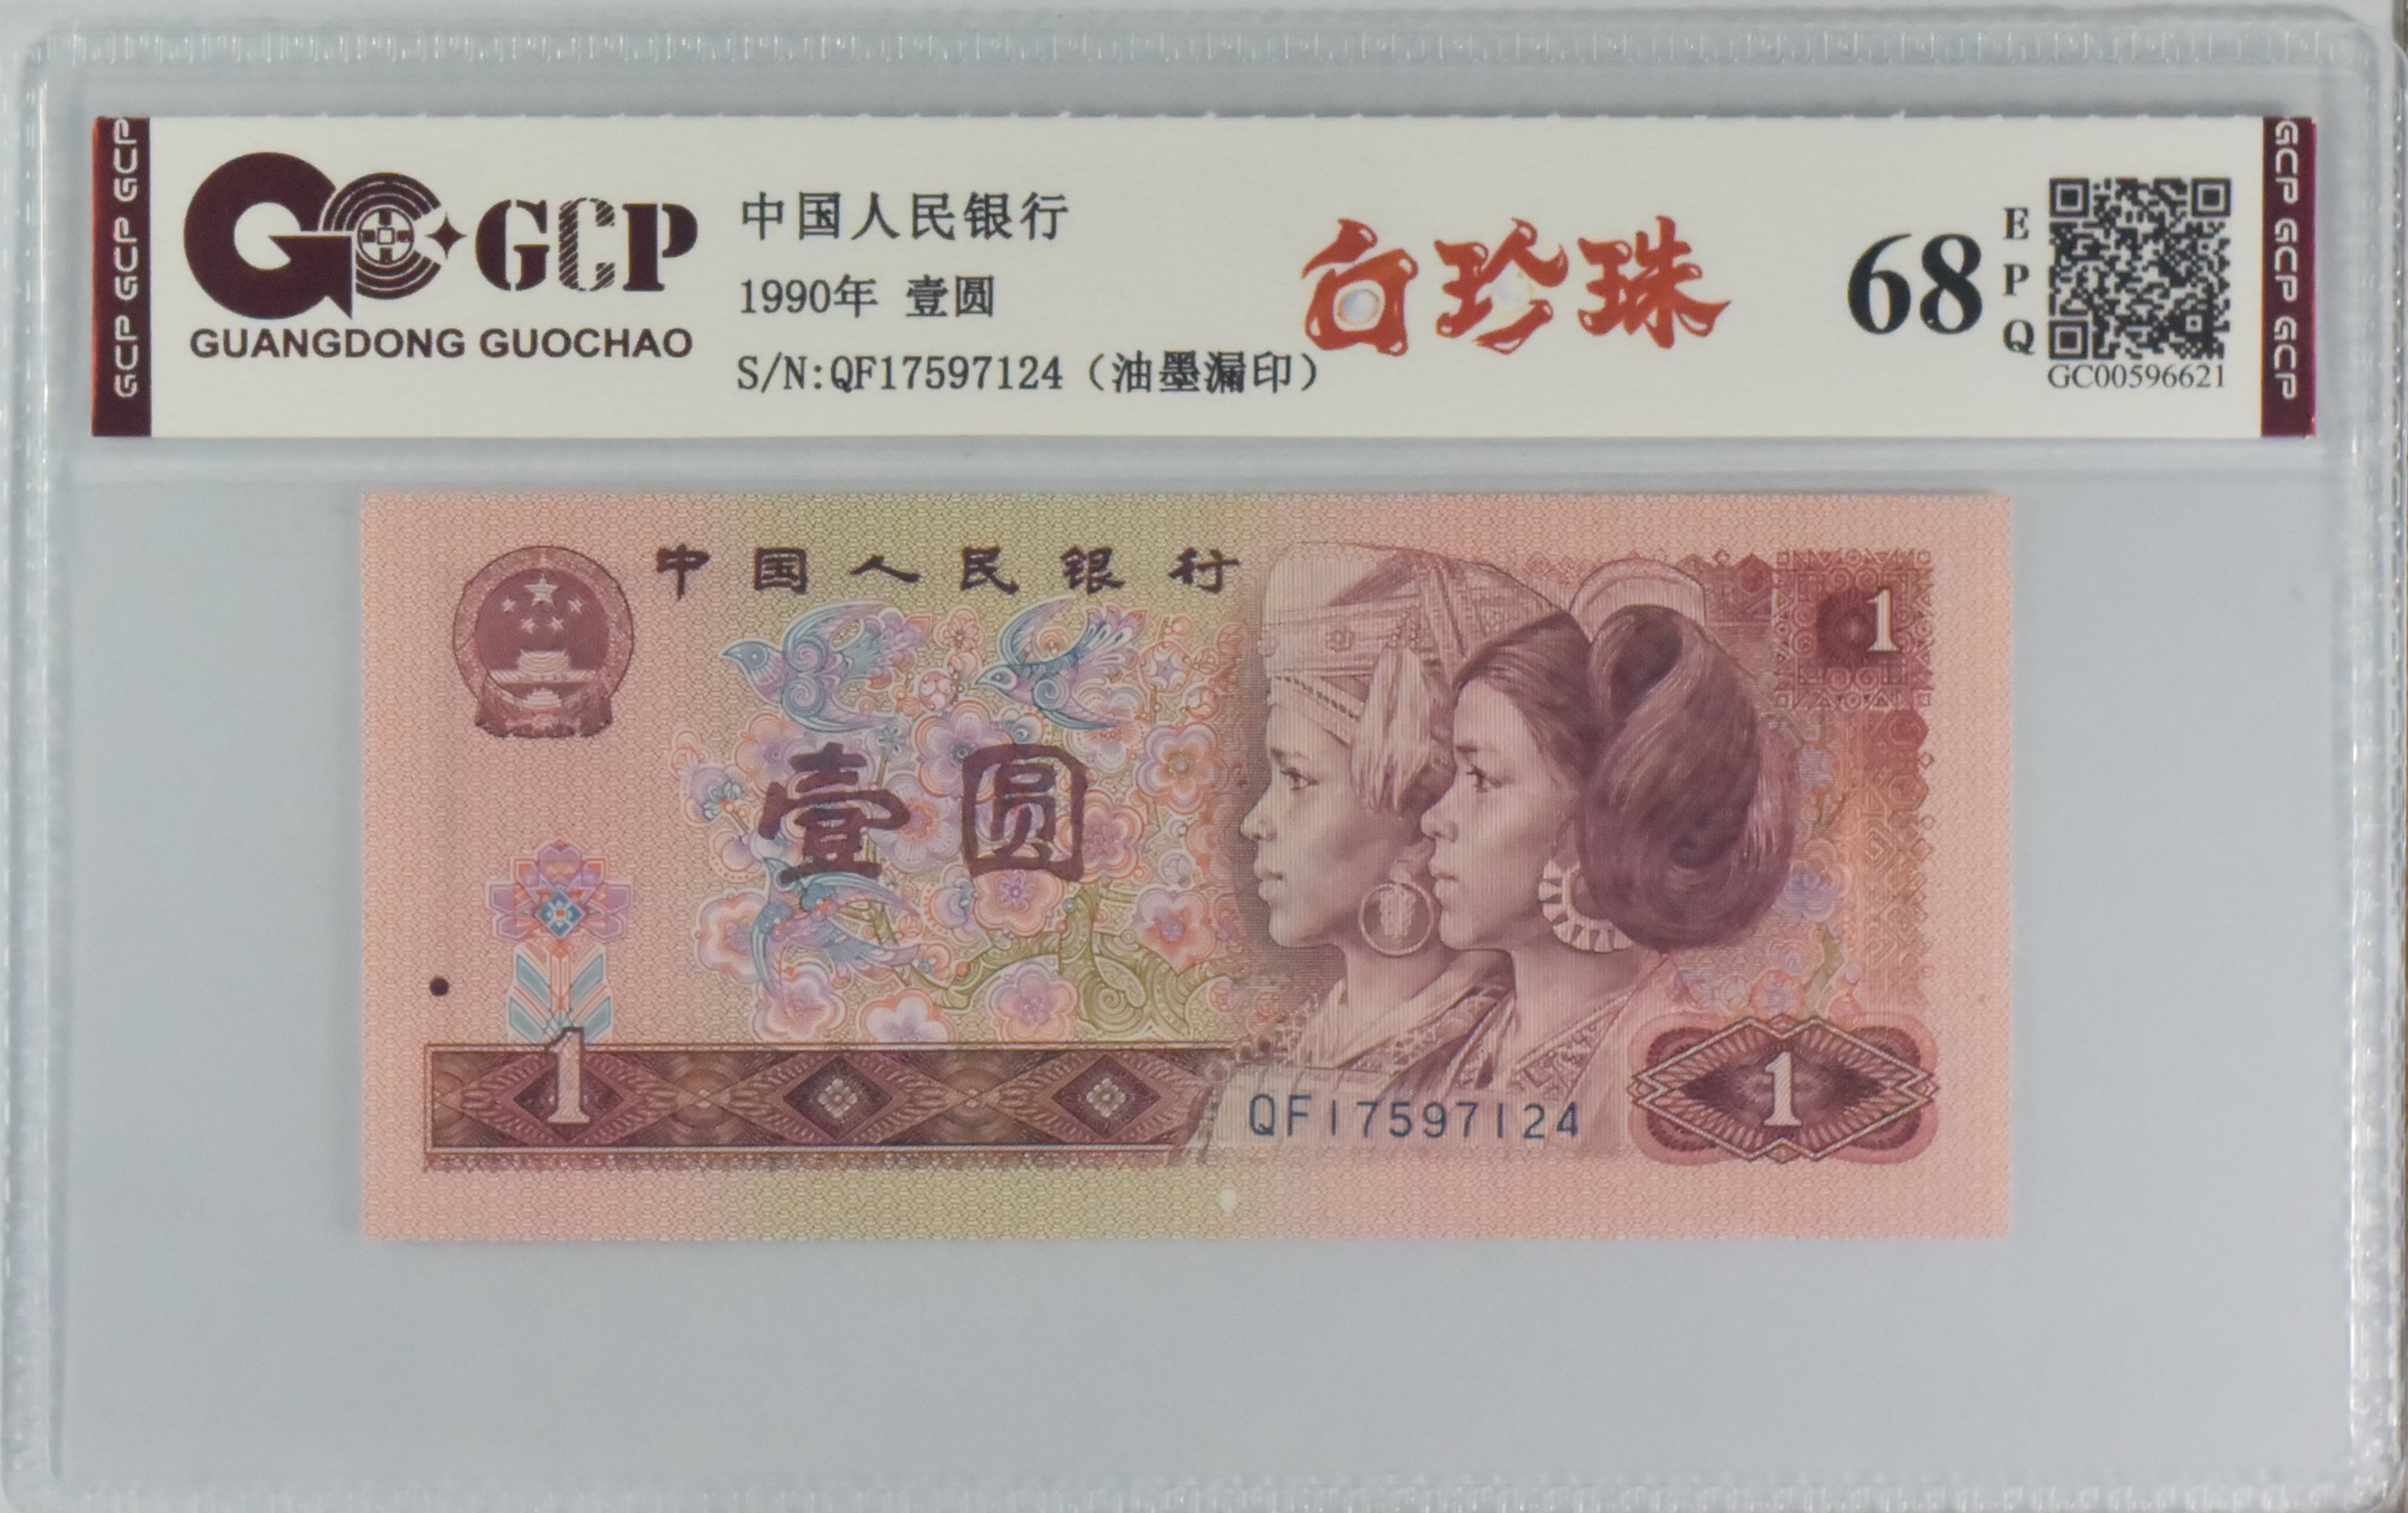 GCP GCP GCP
GCP
GUANGDONG GUOCHAO
中国人民银行
1990年 壹圆
S/N:QF17597124（油墨漏印）
白珍珠
68
EPQ
GC00596621
GCP GCP GCP
中国人民银行
1
壹圆
1
QF17597124
1